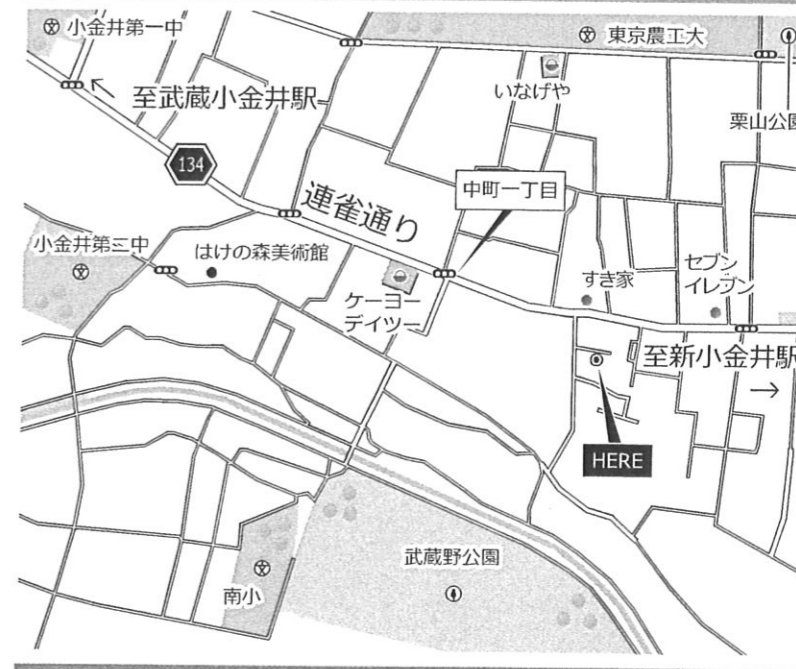 小金井第一中
東京農工大
至武蔵小金井駅
いなげや
栗山公園
134
中町一丁目
連雀通り
小金井第二中
はけの森美術館
ケーヨー
デイツー
すき家
セブン
イレブン
至新小金井駅
HERE
武蔵野公園
南小